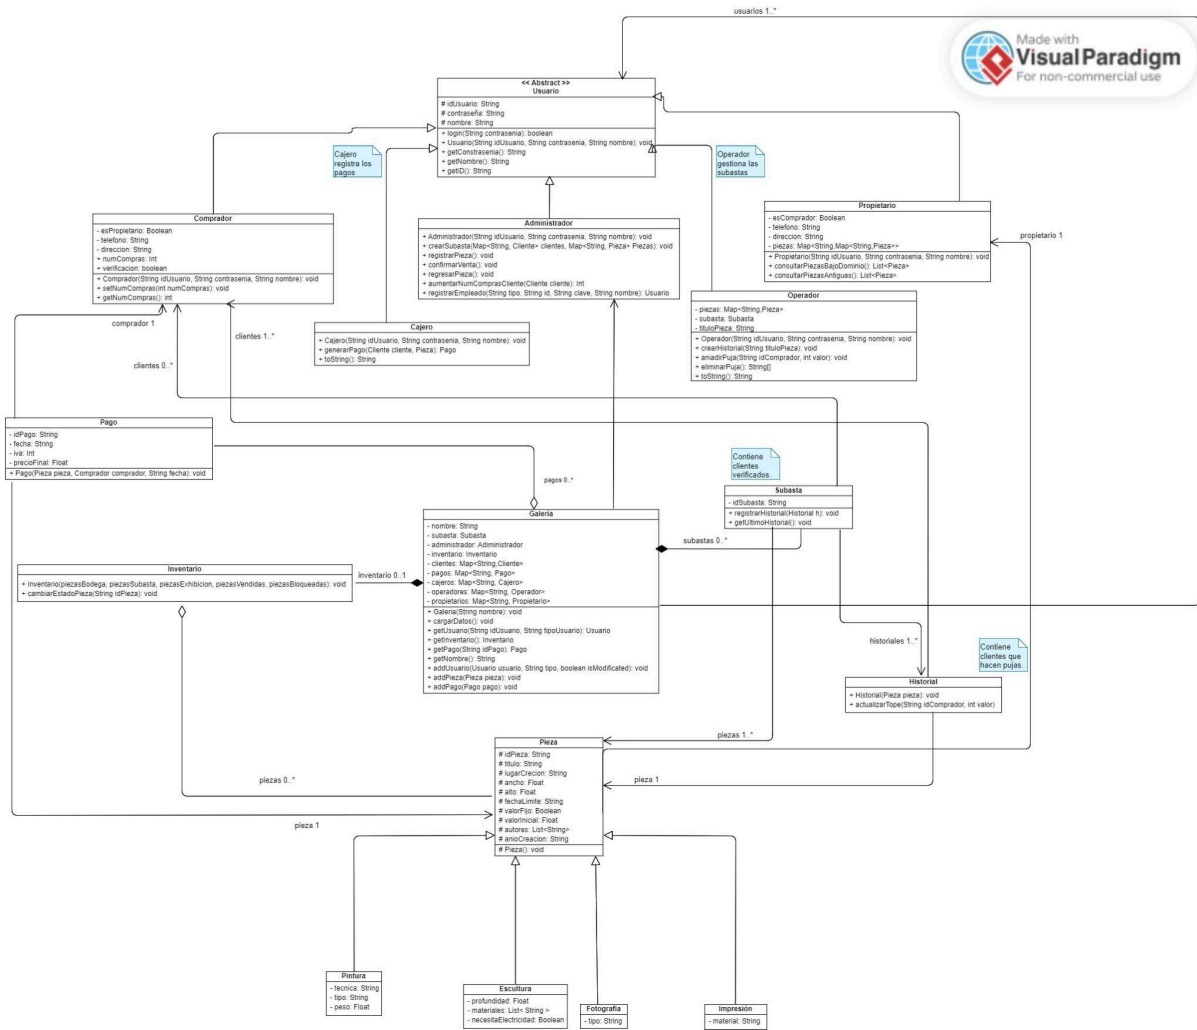 usuarios 1..*
Made with
Visual Paradigm
For non-commercial use
<< Abstract >>
Usuario
# idUsuario: String
# contraseña: String
# nombre: String
+ login(String contrasenia): boolean
+ Usuario(String idUsuario, String contrasenia, String nombre): void
+ getConstrasenia(): String
+ getNombre(): String
+ getID(): String
Cajero
registra los
pagos
Operador
gestiona las
subastas
Comprador
- esPropietario: Boolean
- telefono: String
- direccion: String
- numCompras: Int
- verificacion: boolean
+ Comprador(String idUsuario, String contrasenia, String nombre): void
+ setNumCompras(int numCompras): void
+ getNumCompras(): int
Administrador
+ Administrador(String idUsuario, String contrasenia, String nombre): void
+ crearSubasta(Map<String, Cliente> clientes, Map<String, Pieza> Piezas): void
+ registrarPieza(): void
+ confirmarVenta(): void
+ regresarPieza(): void
+ aumentarNumComprasCliente(Cliente cliente): Int
+ registrarEmpleado(String tipo, String id, String clave, String nombre): Usuario
Propietario
- esComprador: Boolean
- telefono: String
- direccion: String
- piezas: Map<String,Map<String,Pieza>>
+ Propietario(String idUsuario, String contrasenia, String nombre): void
+ consultarPiezasBajoDominio(): List<Pieza>
+ consultarPiezasAntiguas(): List<Pieza>
propietario 1
Operador
- piezas: Map<String,Pieza>
- subasta: Subasta
- tituloPieza: String
+ Operador(String idUsuario, String contrasenia, String nombre): void
+ crearHistorial(String tituloPieza): void
+ aniadirPuja(String idComprador, int valor): void
+ eliminarPuja(): String[]
+ toString(): String
Cajero
+ Cajero(String idUsuario, String contrasenia, String nombre): void
+ generarPago(Cliente cliente, Pieza): Pago
+ toString(): String
comprador 1
clientes 1..*
clientes 0..*
Pago
- idPago: String
- fecha: String
- iva: Int
- precioFinal: Float
+ Pago(Pieza pieza, Comprador comprador, String fecha): void
pagos 0..*
Contiene
clientes
verificados.
Subasta
- idSubasta: String
+ registrarHistorial(Historial h): void
+ getUltimoHistorial(): void
subastas 0..*
Galería
- nombre: String
- subasta: Subasta
- administrador: Adiministrador
- inventario: Inventario
- clientes: Map<String,Cliente>
- pagos: Map<String, Pago>
- cajeros: Map<String, Cajero>
- operadores: Map<String, Operador>
- propietarios: Map<String, Propietario>
+ Galeria(String nombre): void
+ cargarDatos(): void
+ getUsuario(String idUsuario, String tipoUsuario): Usuario
+ getInventario(): Inventario
+ getPago(String idPago): Pago
+ getNombre(): String
+ addUsuario(Usuario usuario, String tipo, boolean isModificated): void
+ addPieza(Pieza pieza): void
+ addPago(Pago pago): void
Inventario
+ Inventario(piezasBodega, piezasSubasta, piezasExhibicion, piezasVendidas, piezasBloqueadas): void
+ cambiarEstadoPieza(String idPieza): void
inventario 0..1
historiales 1..*
Contiene
clientes que
hacen pujas.
Historial
+ Historial(Pieza pieza): void
+ actualizarTope(String idComprador, int valor)
piezas 1..*
pieza 1
piezas 0..*
pieza 1
Pieza
# idPieza: String
# titulo: String
# lugarCrecion: String
# ancho: Float
# alto: Float
# fechaLimite: String
# valorFijo: Boolean
# valorInicial: Float
# autores: List<String>
# anioCreacion: String
# Pieza(): void
Pintura
- tecnica: String
- tipo: String
- peso: Float
Escultura
- profundidad: Float
- materiales: List< String >
- necesitaElectricidad: Boolean
Fotografía
- tipo: String
Impresión
- material: String